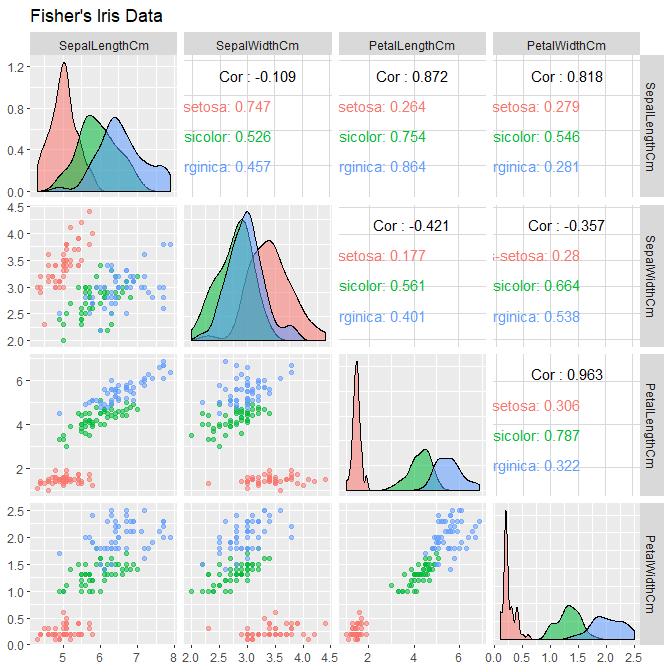 Fisher's Iris Data
SepalLengthCm SepalWidthCm PetalLengthCm PetalWidthCm
1.2
0.8
0.4
0.0
Cor : -0.109
setosa: 0.747
sicolor: 0.526
rginica: 0.457
Cor : 0.872
setosa: 0.264
sicolor: 0.754
rginica: 0.864
Cor : 0.818
setosa: 0.279
sicolor: 0.546
rginica: 0.281
SepalLengthCm
4.5
4.0
3.5
3.0
2.5
2.0
Cor : -0.421
setosa: 0.177
sicolor: 0.561
rginica: 0.401
Cor : -0.357
-setosa: 0.28
sicolor: 0.664
rginica: 0.538
SepalWidthCm
6
4
2
Cor : 0.963
setosa: 0.306
sicolor: 0.787
rginica: 0.322
PetalLengthCm
2.5
2.0
1.5
1.0
0.5
0.0
PetalWidthCm
5 6 7 8 2.0 2.5 3.0 3.5 4.0 4.5 2 4 6 0.0 0.5 1.0 1.5 2.0 2.5